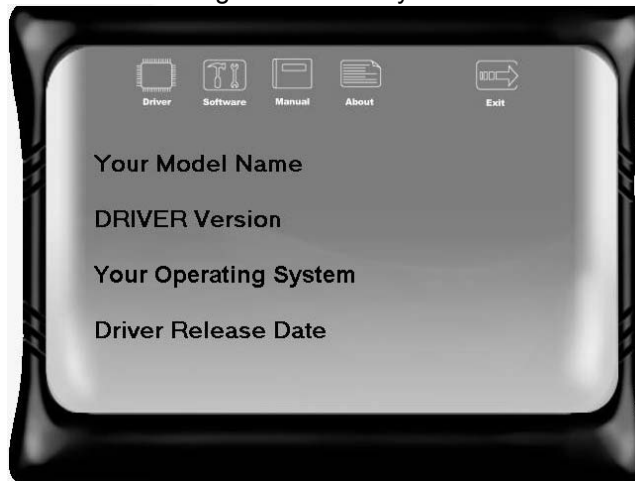 Driver Software Manual About Exit
Your Model Name
DRIVER Version
Your Operating System
Driver Release Date